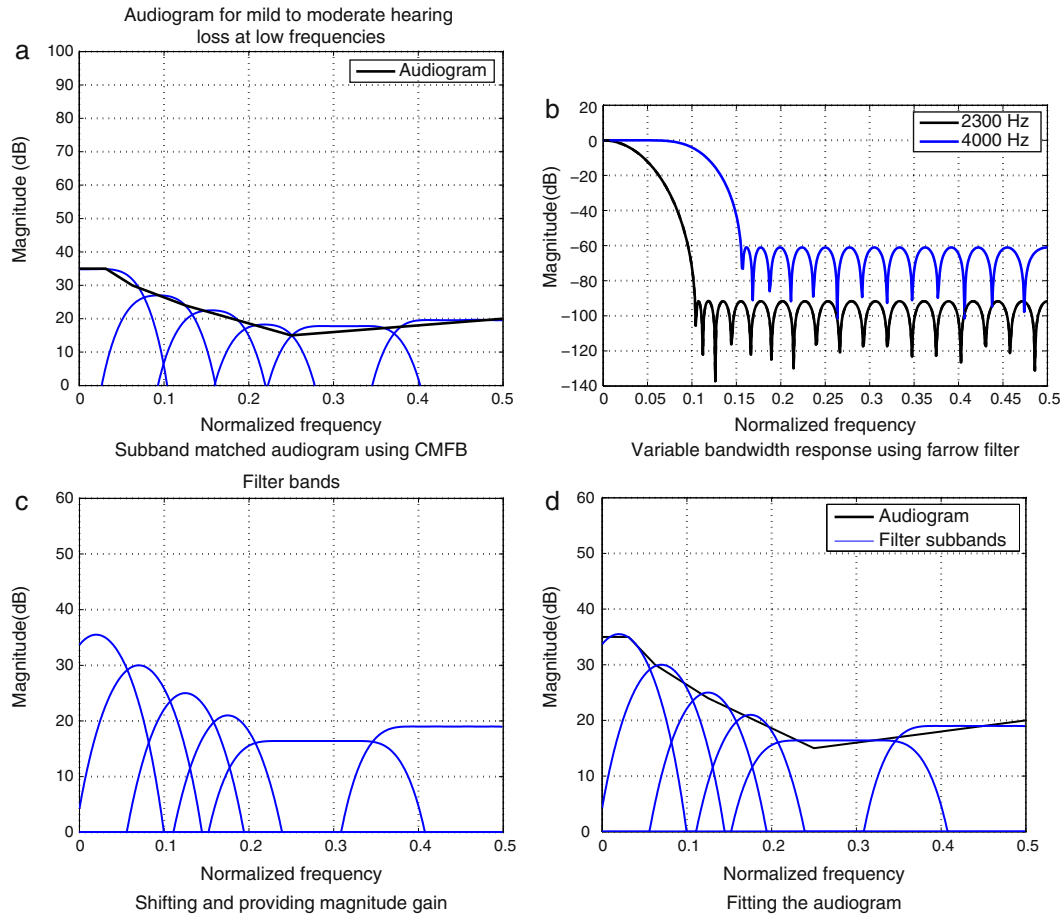 Audiogram for mild to moderate hearing
loss at low frequencies
a
100
90
80
70
60
50
40
30
20
10
0
Magnitude (dB)
Audiogram
0 0.1 0.2 0.3 0.4 0.5
Normalized frequency
Subband matched audiogram using CMFB
b
20
0
−20
−40
−60
−80
−100
−120
−140
Magnitude(dB)
2300 Hz
4000 Hz
0 0.05 0.1 0.15 0.2 0.25 0.3 0.35 0.4 0.45 0.5
Normalized frequency
Variable bandwidth response using farrow filter
c
Filter bands
60
50
40
30
20
10
0
Magnitude(dB)
0 0.1 0.2 0.3 0.4 0.5
Normalized frequency
Shifting and providing magnitude gain
d
60
50
40
30
20
10
0
Magnitude(dB)
Audiogram
Filter subbands
0 0.1 0.2 0.3 0.4 0.5
Normalized frequency
Fitting the audiogram